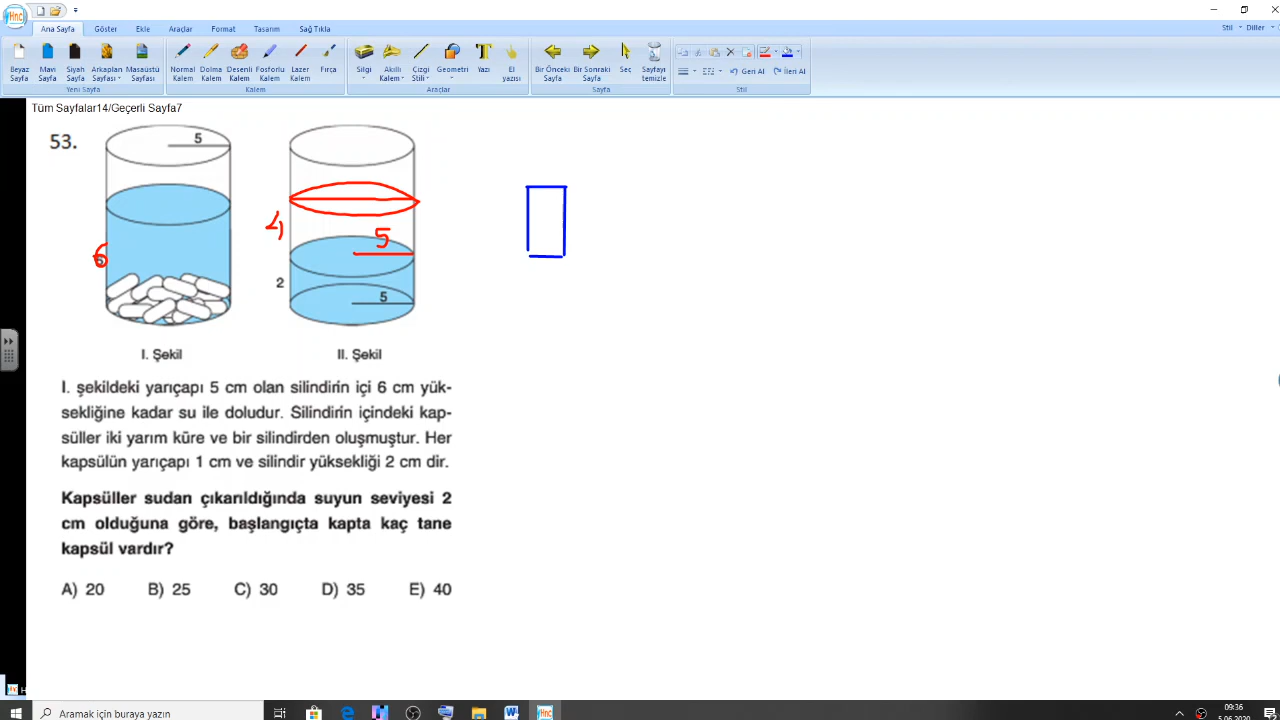 Hnc
Stil Diller
Ana Sayfa Göster Ekle Araçlar Format Tasarım Sağ Tıkla
Beyaz Sayfa Mavi Sayfa Siyah Sayfa Arkaplan Sayfası Masaüstü Sayfası Normal Kalem Dolma Kalem Desenli Kalem Fosforlu Kalem Lazer Kalem Fırça Silgi Akıllı Kalem Çizgi Stili Geometri Yazı El yazısı Bir Önceki Sayfa Bir Sonraki Sayfa Seç Sayfayı temizle Geri Al İleri Al
Yeni Sayfa Kalem Araçlar Sayfa Stil
Tüm Sayfalar14/Geçerli Sayfa7
53.
5
6
4
5
2
5
I. Şekil II. Şekil
I. şekildeki yarıçapı 5 cm olan silindirin içi 6 cm yük-
sekliğine kadar su ile doludur. Silindirin içindeki kap-
süller iki yarım küre ve bir silindirden oluşmuştur. Her
kapsülün yarıçapı 1 cm ve silindir yüksekliği 2 cm dir.
Kapsüller sudan çıkarıldığında suyun seviyesi 2
cm olduğuna göre, başlangıçta kapta kaç tane
kapsül vardır?
A) 20 B) 25 C) 30 D) 35 E) 40
Aramak için buraya yazın
09:36
5.06.2020